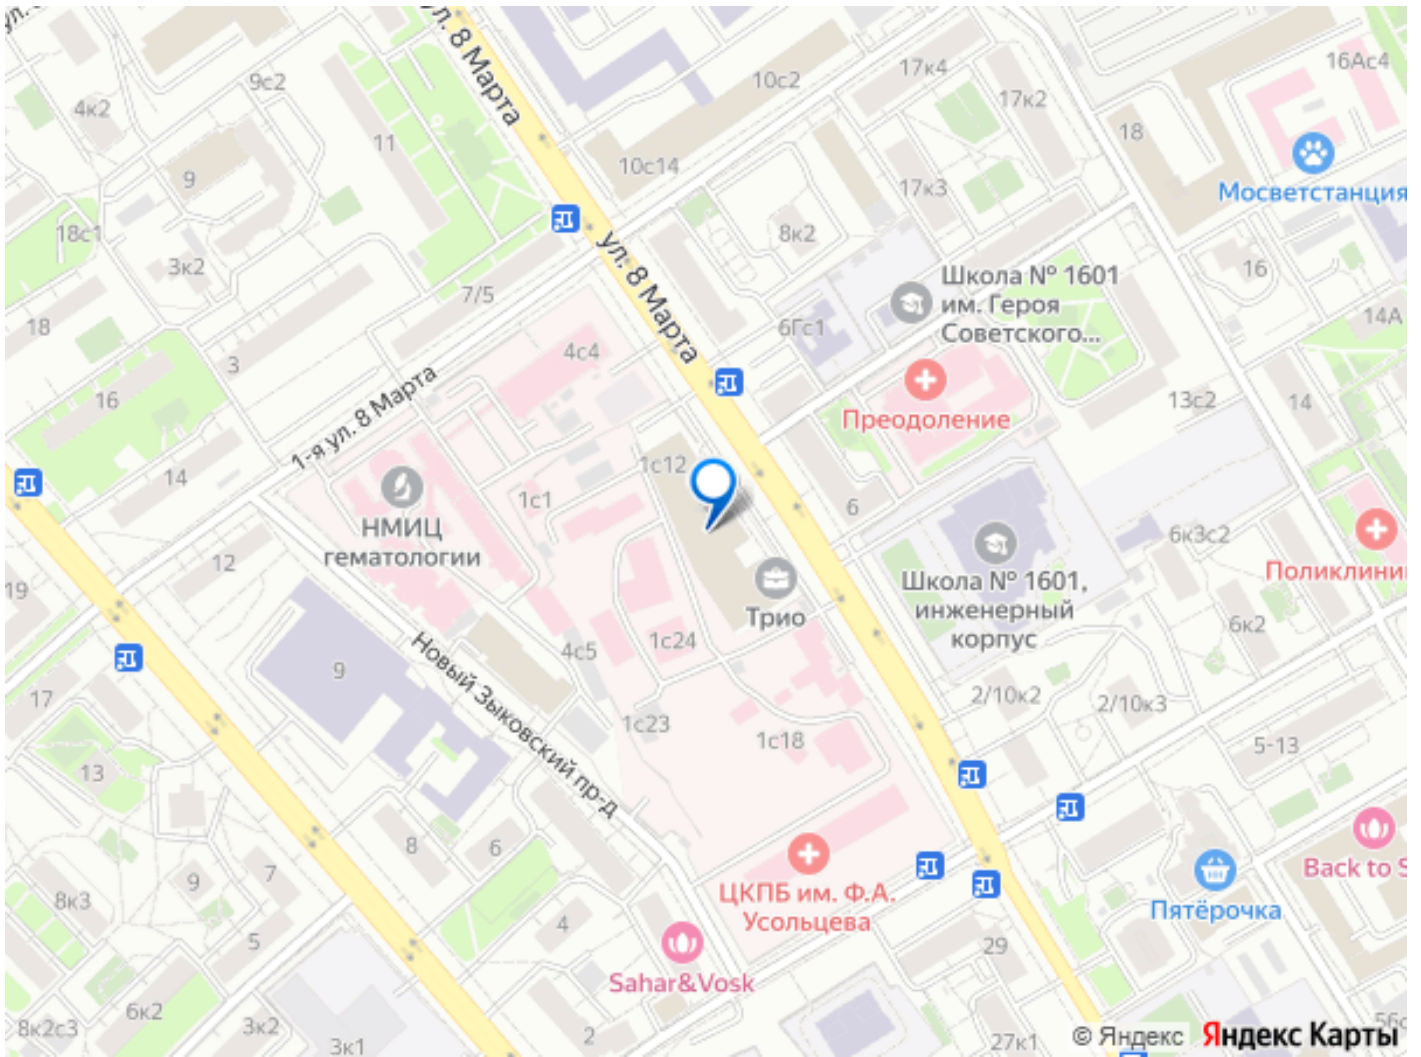 ул. 8 Марта
9с2
4к2
11
9
10с2
10с14
17к4
17к2
17к3
18
16Ас4
Мосветстанция
18с1
3к2
8к2
16
ул. 8 Марта
7/5
Школа № 1601
им. Героя
Советского...
6Гс1
14А
18
3
4с4
16
1-я ул. 8 Марта
Преодоление
13с2
14
14
1с12
1с1
НМИЦ
гематологии
6
Школа № 1601,
инженерный
корпус
6к3с2
Поликлини
12
19
Трио
6к2
4с5
1с24
9
Новый Зыковский пр-д
17
2/10к2
2/10к3
1с23
1с18
5-13
13
8
6
7
9
8к3
ЦКПБ им. Ф.А.
Усольцева
Back to S
Пятёрочка
4
5
29
Sahar&Vosk
6к2
8к2с3
3к2
3к1
2
27к1
56с
© Яндекс
Яндекс Карты